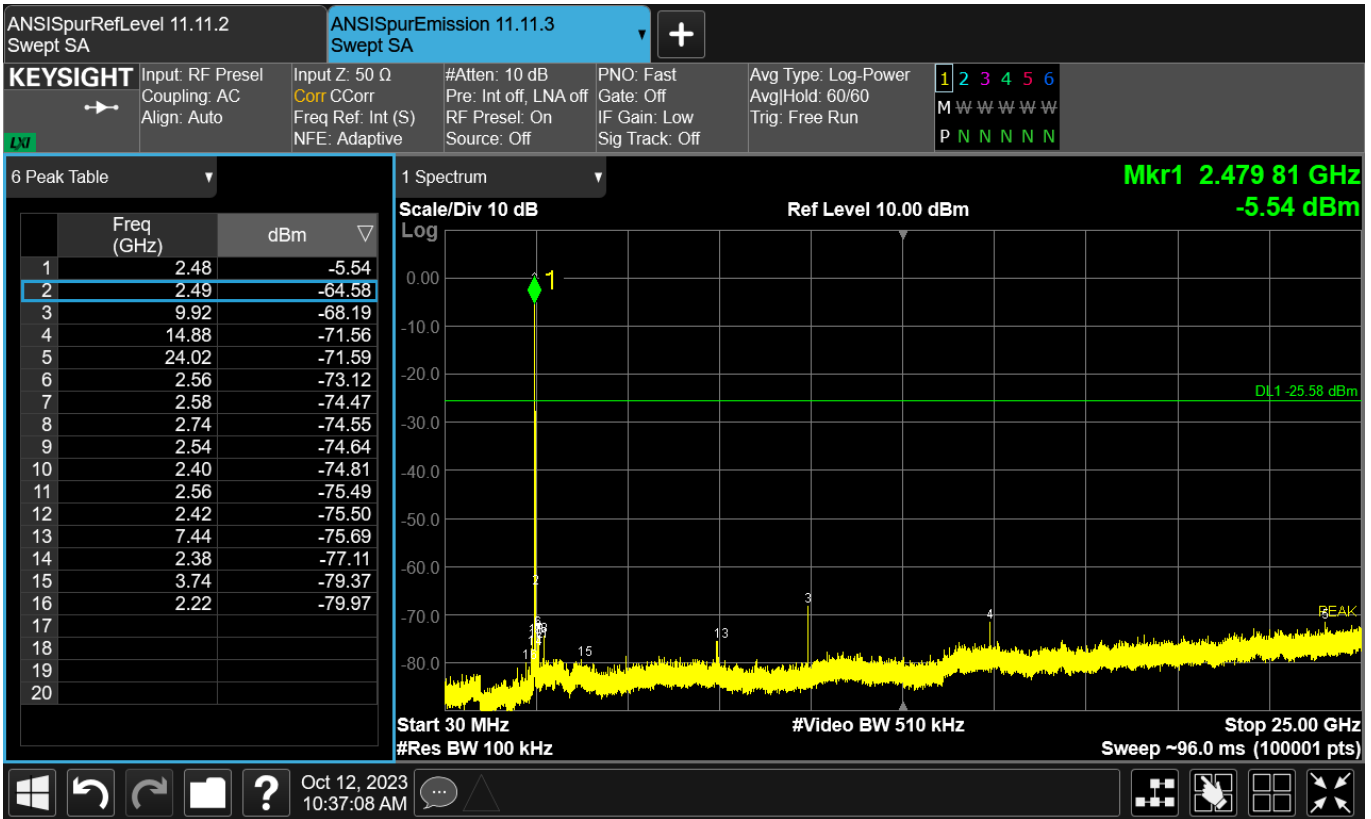 ANSISpurRefLevel 11.11.2
Swept SA
ANSISpurEmission 11.11.3
Swept SA
KEYSIGHT
LXI
Input: RF Presel
Coupling: AC
Align: Auto
Input Z: 50 Ω
Corr CCorr
Freq Ref: Int (S)
NFE: Adaptive
#Atten: 10 dB
Pre: Int off, LNA off
RF Presel: On
Source: Off
PNO: Fast
Gate: Off
IF Gain: Low
Sig Track: Off
Avg Type: Log-Power
Avg|Hold: 60/60
Trig: Free Run
1 2 3 4 5 6
M W W W W W W
P N N N N N N
6 Peak Table
Freq (GHz) dBm
1 2.48 -5.54
2 2.49 -64.58
3 9.92 -68.19
4 14.88 -71.56
5 24.02 -71.59
6 2.56 -73.12
7 2.58 -74.47
8 2.74 -74.55
9 2.54 -74.64
10 2.40 -74.81
11 2.56 -75.49
12 2.42 -75.50
13 7.44 -75.69
14 2.38 -77.11
15 3.74 -79.37
16 2.22 -79.97
17
18
19
20
1 Spectrum
Mkr1 2.479 81 GHz
-5.54 dBm
Scale/Div 10 dB
Ref Level 10.00 dBm
Log
0.00
-10.0
-20.0
-30.0
-40.0
-50.0
-60.0
-70.0
-80.0
1
DL1 -25.58 dBm
2
3
4
5
PEAK
13
15
Start 30 MHz
#Video BW 510 kHz
Stop 25.00 GHz
#Res BW 100 kHz
Sweep ~96.0 ms (100001 pts)
?
Oct 12, 2023
10:37:08 AM